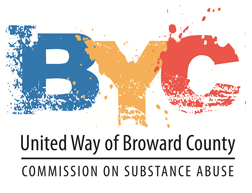 BYC
United Way of Broward County
COMMISSION ON SUBSTANCE ABUSE